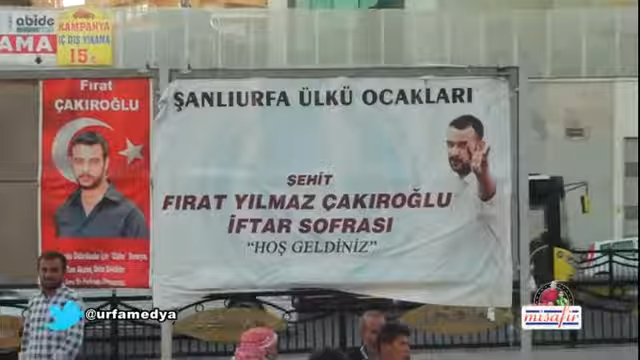 abide
AMA
KAMPANYA
İÇ DIŞ YIKAMA
15
Fırat
ÇAKIROĞLU
ŞANLIURFA ÜLKÜ OCAKLARI
ŞEHİT
FIRAT YILMAZ ÇAKIROĞLU
İFTAR SOFRASI
"HOŞ GELDİNİZ"
@urfamedya
misafir